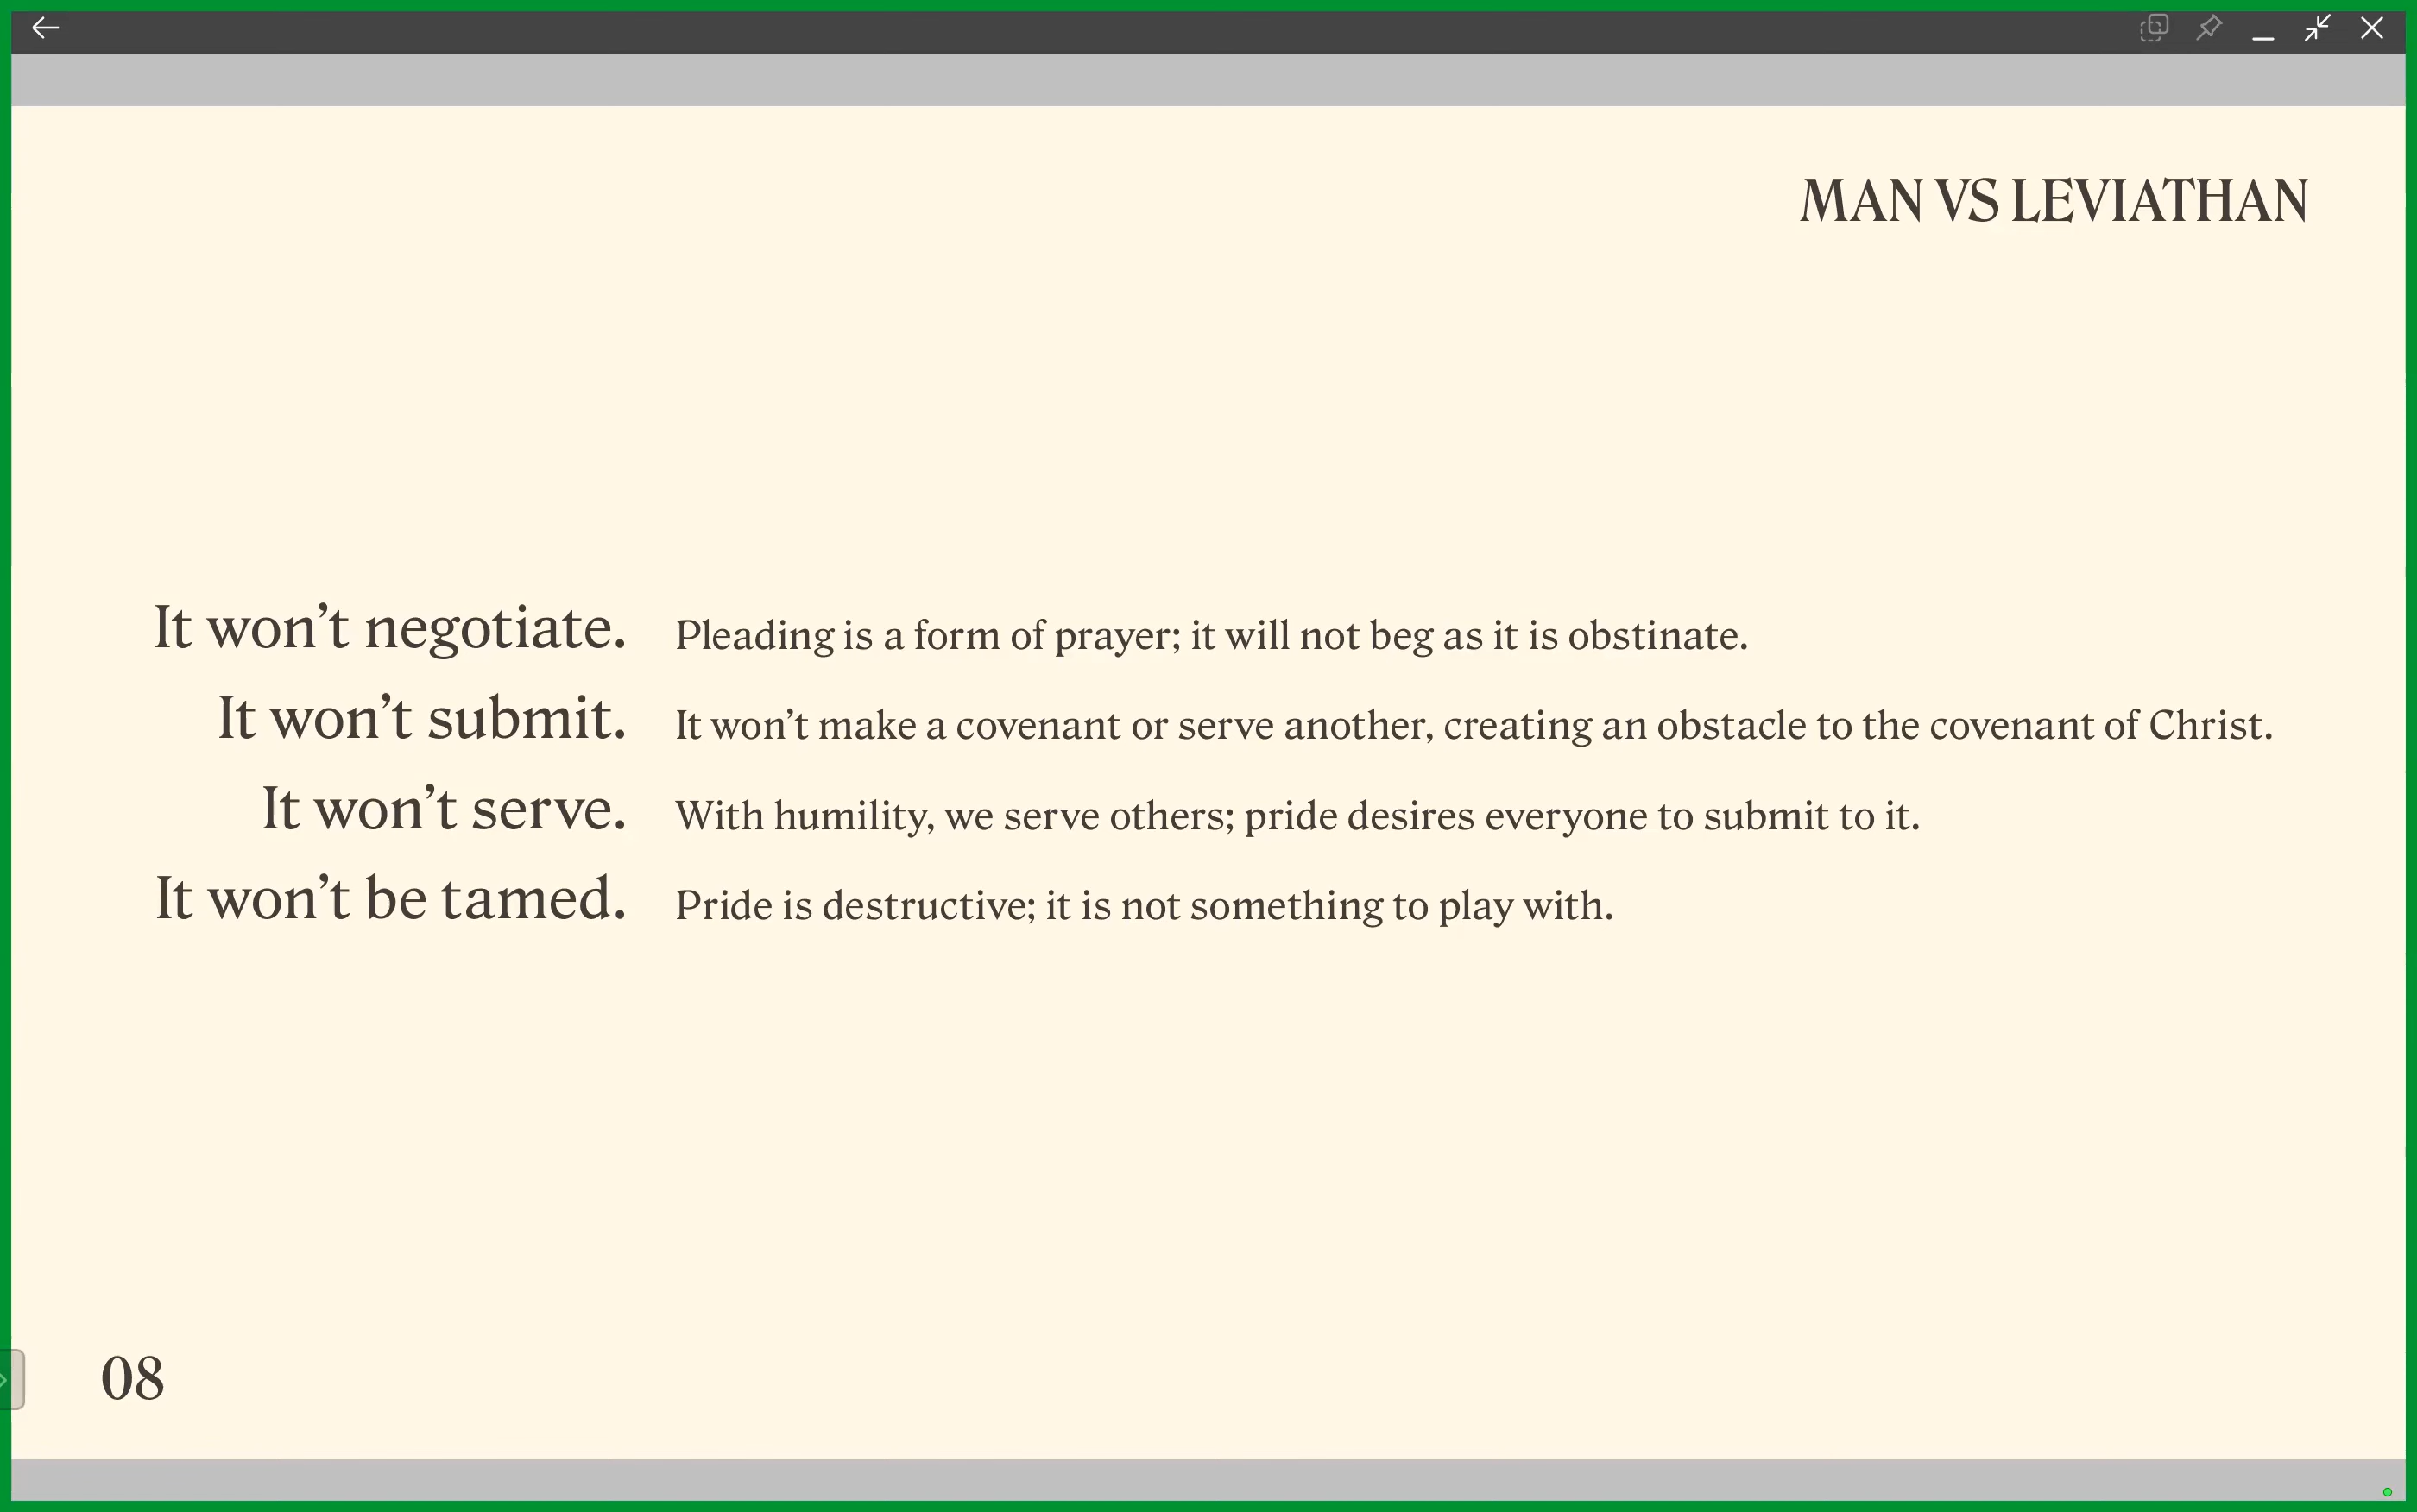 MAN VS LEVIATHAN
It won’t negotiate. Pleading is a form of prayer; it will not beg as it is obstinate.
It won’t submit. It won’t make a covenant or serve another, creating an obstacle to the covenant of Christ.
It won’t serve. With humility, we serve others; pride desires everyone to submit to it.
It won’t be tamed. Pride is destructive; it is not something to play with.
08